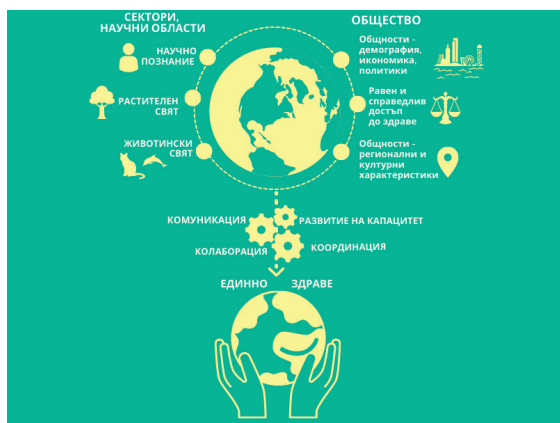 СЕКТОРИ,
НАУЧНИ ОБЛАСТИ
НАУЧНО
ПОЗНАНИЕ
РАСТИТЕЛЕН
СВЯТ
ЖИВОТИНСКИ
СВЯТ
ОБЩЕСТВО
Общности -
демография,
икономика,
политики
Равен и
справедлив
достъп
до здраве
Общности -
регионални и
културни
характеристики
КОМУНИКАЦИЯ
РАЗВИТИЕ НА КАПАЦИТЕТ
КОЛАБОРАЦИЯ
КООРДИНАЦИЯ
ЕДИННО ЗДРАВЕ